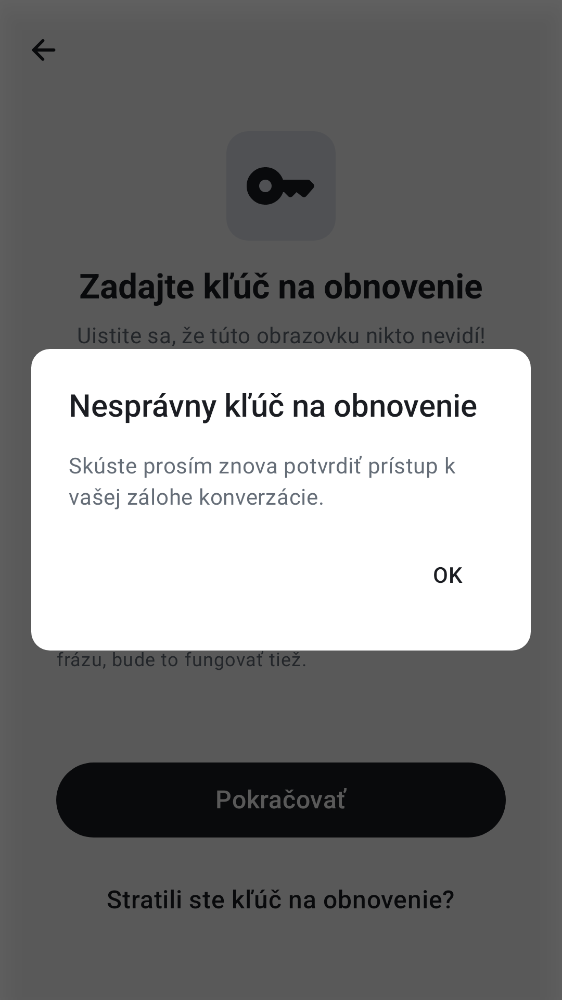 Zadajte kľúč na obnovenie
Uistite sa, že túto obrazovku nikto nevidí!
Nesprávny kľúč na obnovenie
Skúste prosím znova potvrdiť prístup k
vašej zálohe konverzácie.
OK
frázu, bude to fungovať tiež.
Pokračovať
Stratili ste kľúč na obnovenie?